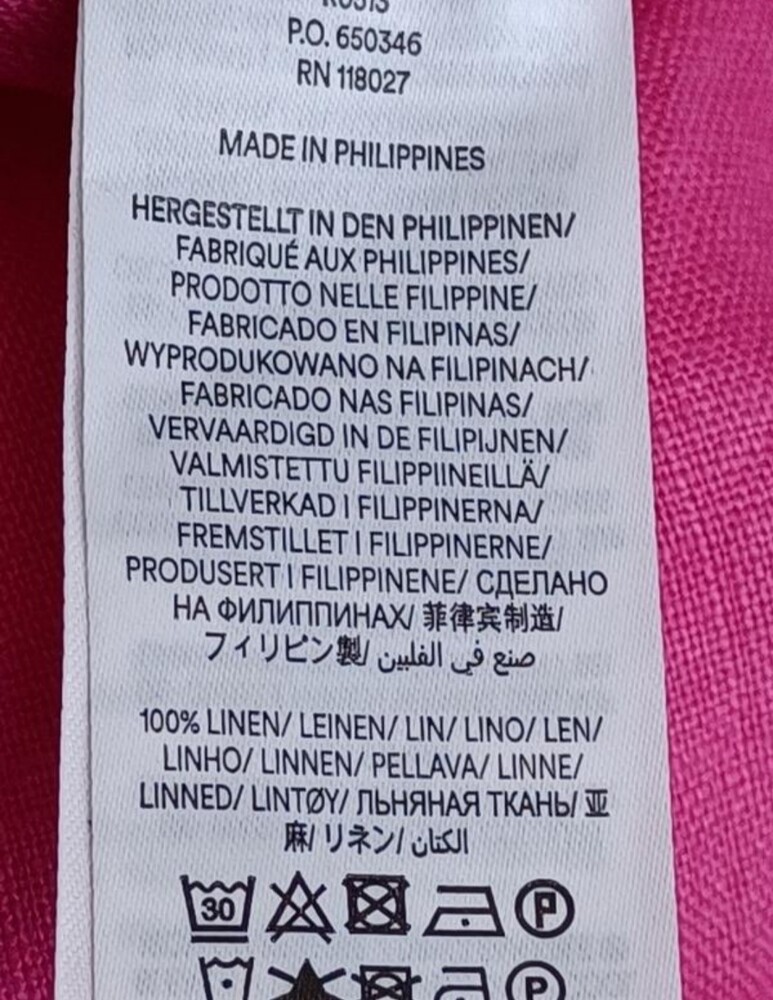 P.O. 650346
RN 118027
MADE IN PHILIPPINES
HERGESTELLT IN DEN PHILIPPINEN/
FABRIQUÉ AUX PHILIPPINES/
PRODOTTO NELLE FILIPPINE/
FABRICADO EN FILIPINAS/
WYPRODUKOWANO NA FILIPINACH/
FABRICADO NAS FILIPINAS/
VERVAARDIGD IN DE FILIPIJNEN/
VALMISTETTU FILIPPIINEILLÄ/
TILLVERKAD I FILIPPINERNA/
FREMSTILLET I FILIPPINERNE/
PRODUSERT I FILIPPINENE/ СДЕЛАНО
НА ФИЛИППИНАХ/ 菲律宾制造/
フィリピン製/ صنع في الفلبين
100% LINEN/ LEINEN/ LIN/ LINO/ LEN/
LINHO/ LINNEN/ PELLAVA/ LINNE/
LINNED/ LINTØY/ ЛЬНЯНАЯ ТКАНЬ/ 亚
麻/ リネン/ الكتان
30 P
P